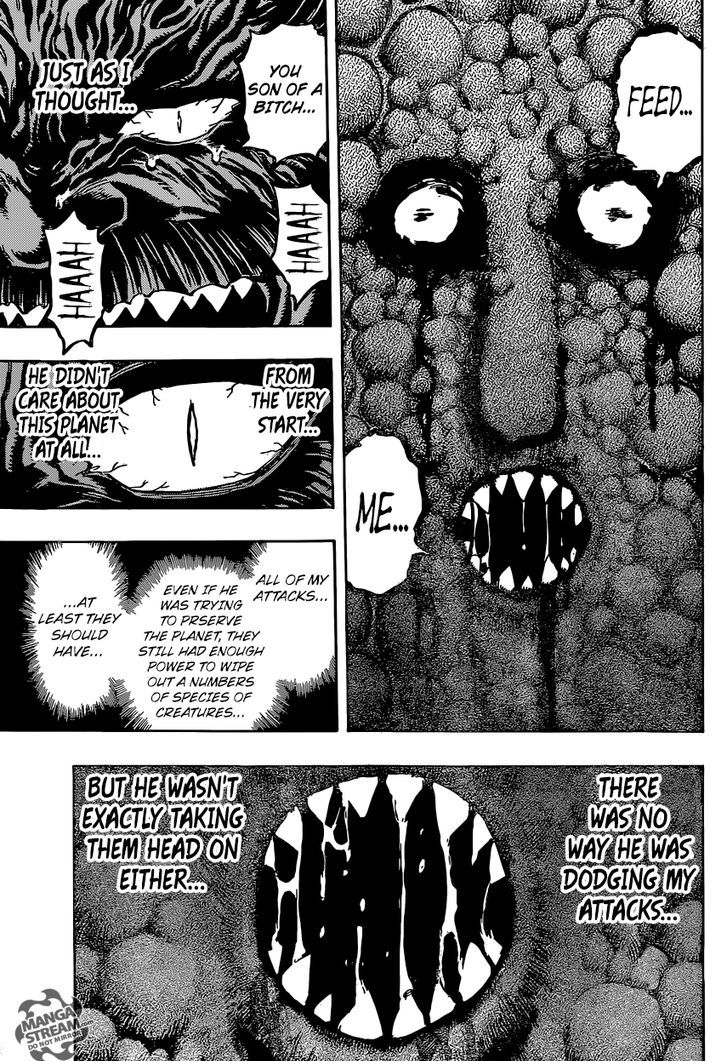 FEED...
ME...
YOU
SON OF A
BITCH...
JUST AS I
THOUGHT...
HAAAH
HAAAH
FROM
THE VERY
START...
HE DIDN'T
CARE ABOUT
THIS PLANET
AT ALL...
ALL OF MY
ATTACKS...
EVEN IF HE
WAS TRYING
TO PRSERVE
THE PLANET, THEY
STILL HAD ENOUGH
POWER TO WIPE
OUT A NUMBERS
OF SPECIES OF
CREATURES...
...AT
LEAST THEY
SHOULD
HAVE...
THERE
WAS NO
WAY HE WAS
DODGING MY
ATTACKS...
BUT HE WASN'T
EXACTLY TAKING
THEM HEAD ON
EITHER...
MANGA
STREAM.com
DO NOT MIRROR